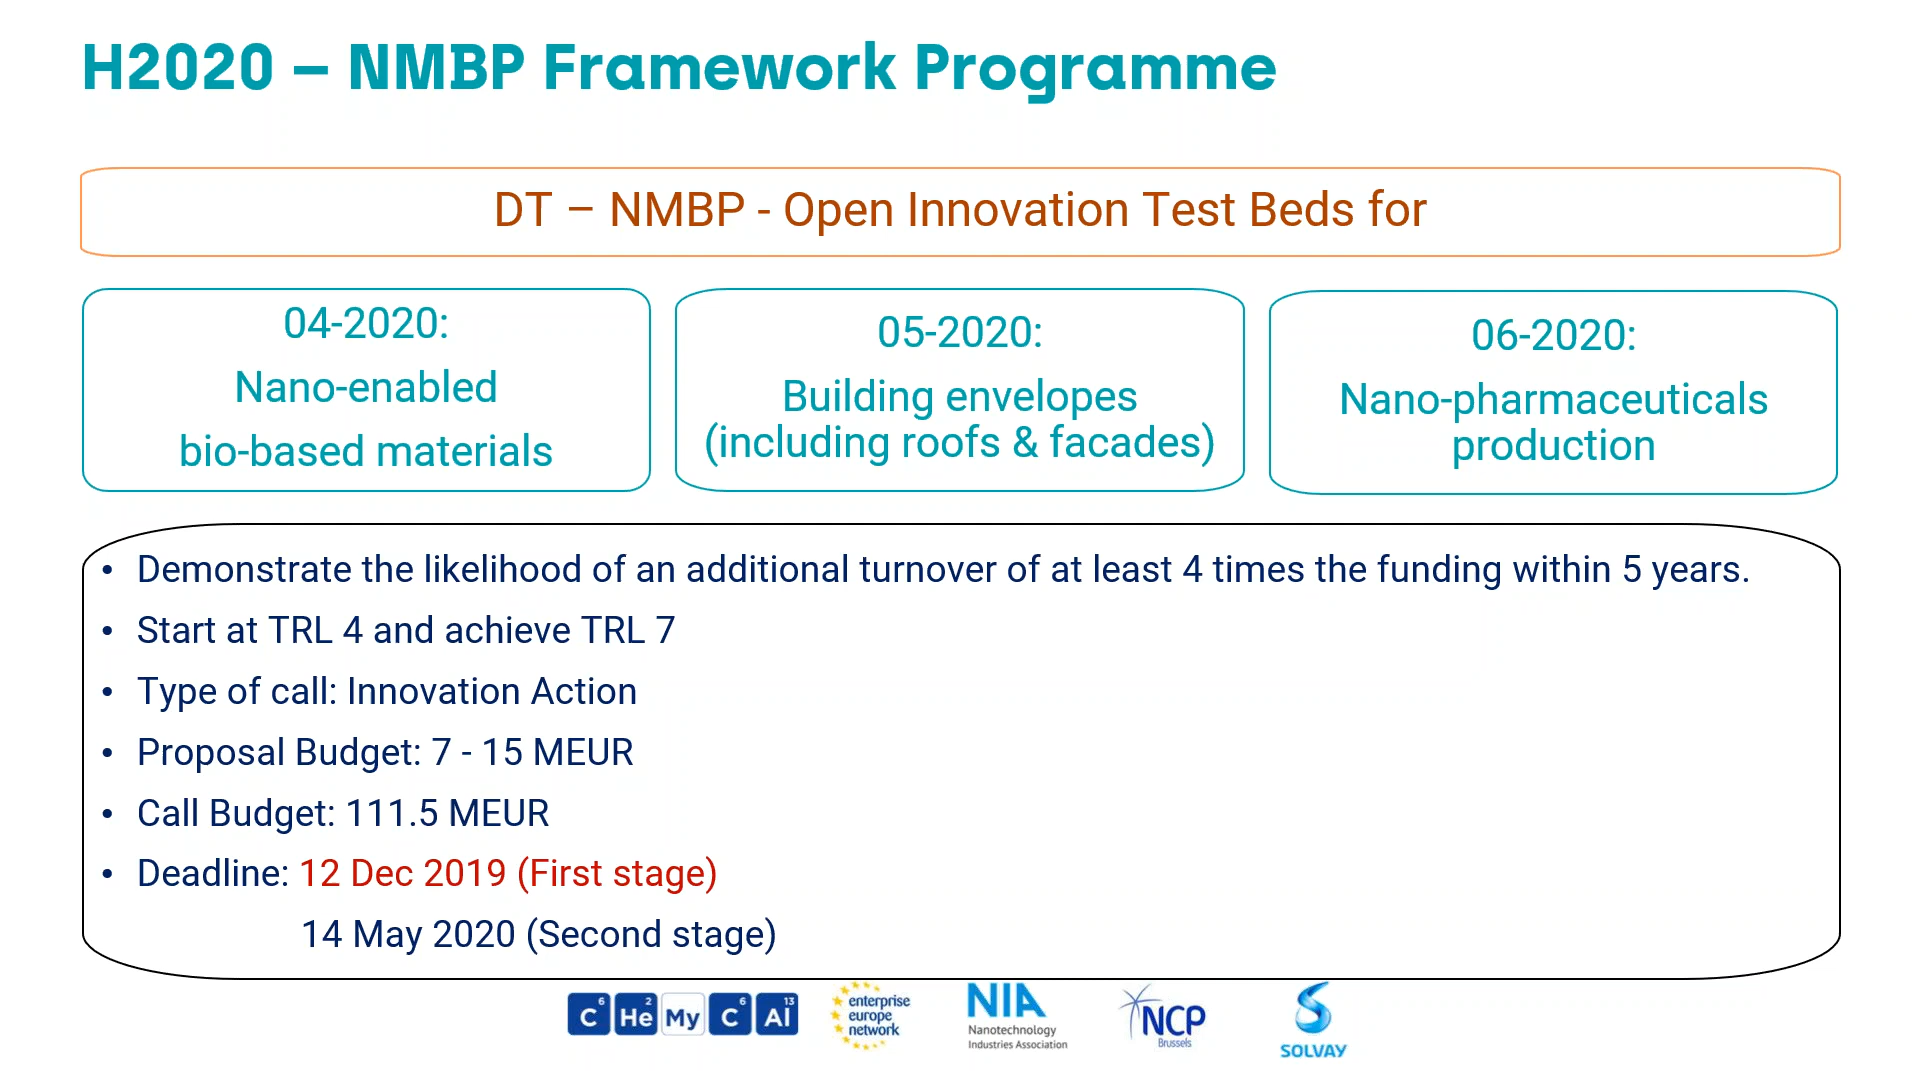 H2020 – NMBP Framework Programme
DT – NMBP - Open Innovation Test Beds for
04-2020:
Nano-enabled
bio-based materials
05-2020:
Building envelopes
(including roofs & facades)
06-2020:
Nano-pharmaceuticals
production
• Demonstrate the likelihood of an additional turnover of at least 4 times the funding within 5 years.
• Start at TRL 4 and achieve TRL 7
• Type of call: Innovation Action
• Proposal Budget: 7 - 15 MEUR
• Call Budget: 111.5 MEUR
• Deadline: 12 Dec 2019 (First stage)
14 May 2020 (Second stage)
6 2 6 13
C He My C Al
enterprise
europe
network
NIA
Nanotechnology
Industries Association
NCP
Brussels
SOLVAY